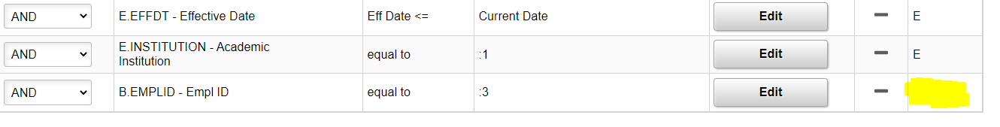 AND E.EFFDT - Effective Date Eff Date <= Current Date Edit E
AND E.INSTITUTION - Academic
Institution equal to :1 Edit E
AND B.EMPLID - Empl ID equal to :3 Edit